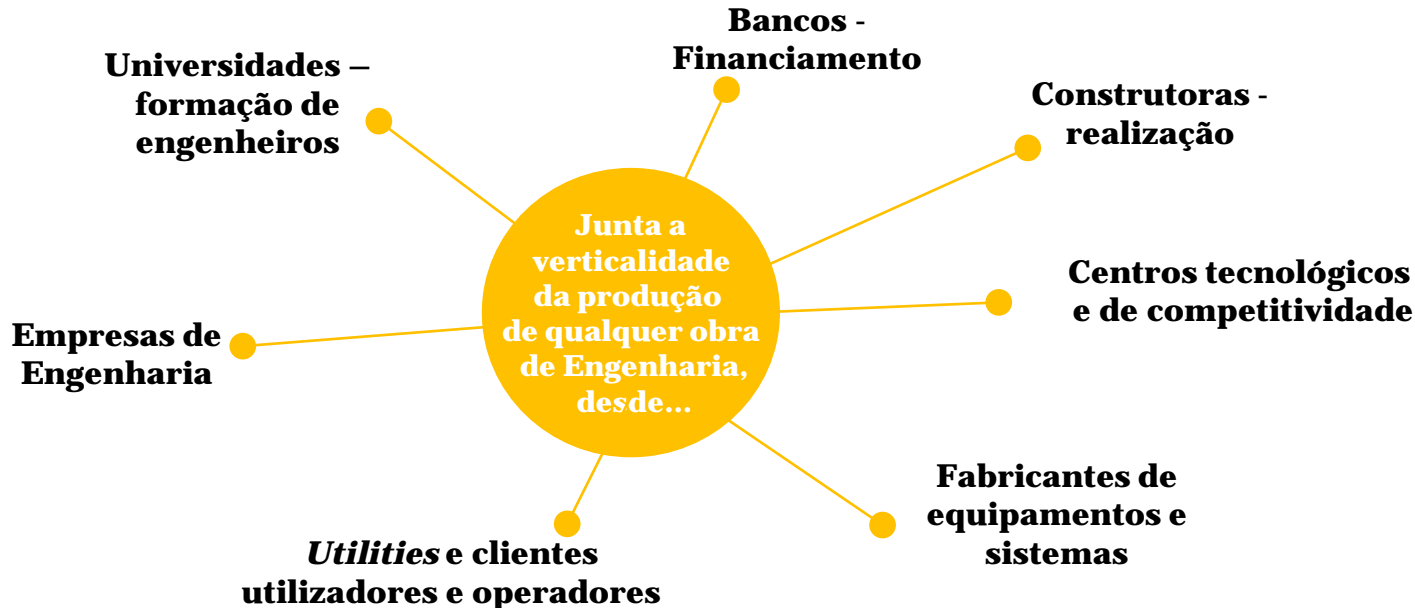 Bancos -
Financiamento
Universidades –
formação de
engenheiros
Construtoras -
realização
Junta a
verticalidade
da produção
de qualquer obra
de Engenharia,
desde...
Centros tecnológicos
e de competitividade
Empresas de
Engenharia
Fabricantes de
equipamentos e
sistemas
Utilities e clientes
utilizadores e operadores